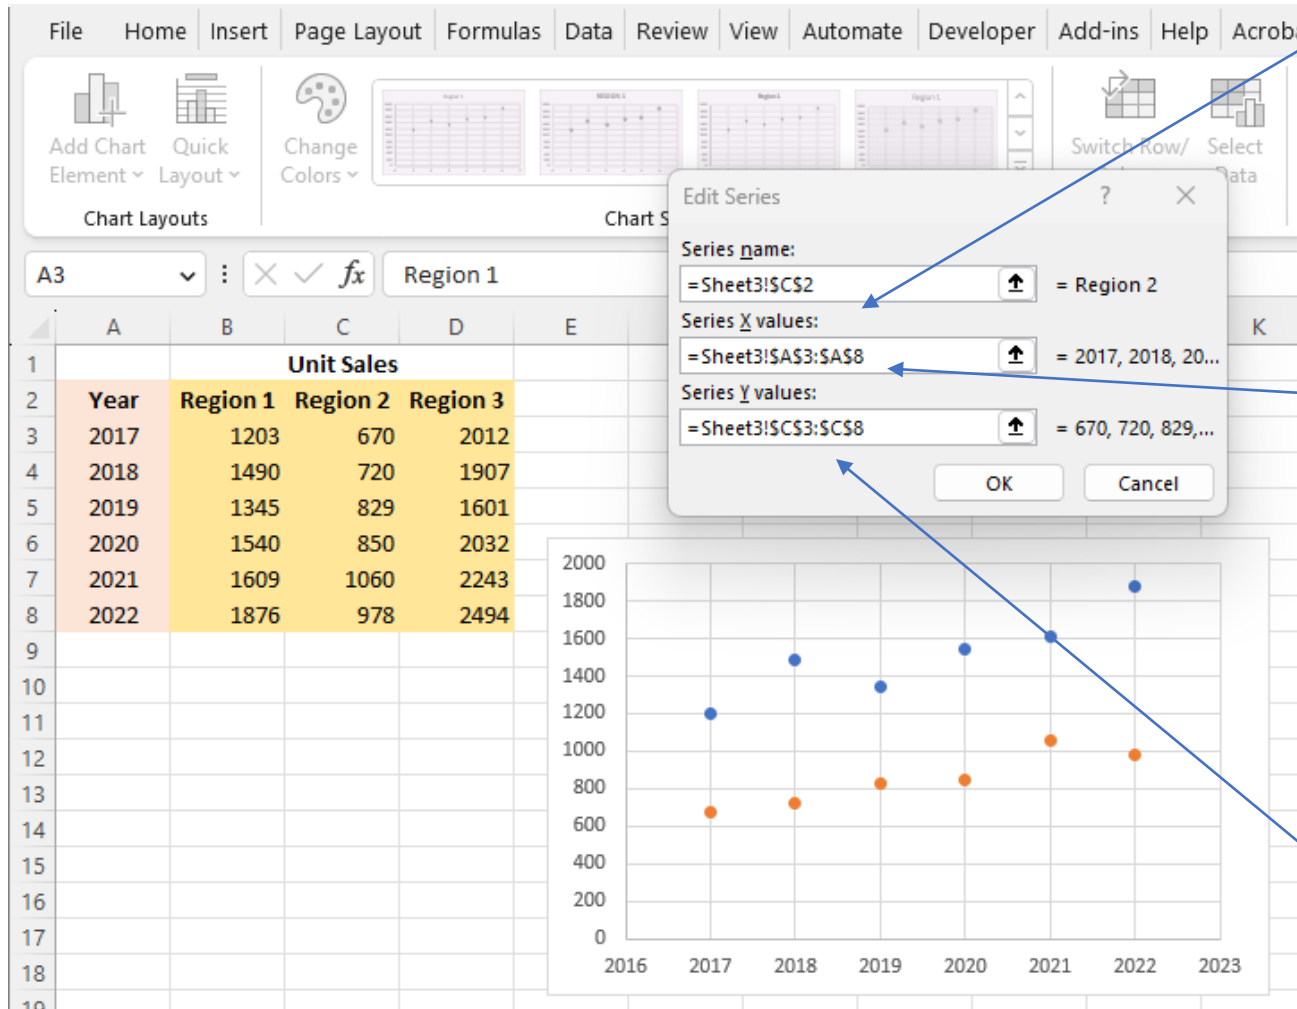 File Home Insert Page Layout Formulas Data Review View Automate Developer Add-ins Help Acroba
Add Chart Element Quick Layout Change Colors Switch Row/ Select Data
Chart Layouts Chart S
Edit Series ?
Series name:
=Sheet3!$C$2 = Region 2
Series X values:
=Sheet3!$A$3:$A$8 = 2017, 2018, 20...
Series Y values:
=Sheet3!$C$3:$C$8 = 670, 720, 829,...
OK Cancel
A3 fx Region 1
A B C D E K
1 Unit Sales
2 Year Region 1 Region 2 Region 3
3 2017 1203 670 2012
4 2018 1490 720 1907
5 2019 1345 829 1601
6 2020 1540 850 2032
7 2021 1609 1060 2243
8 2022 1876 978 2494
9
10
11
12
13
14
15
16
17
18
19
2000
1800
1600
1400
1200
1000
800
600
400
200
0
2016 2017 2018 2019 2020 2021 2022 2023